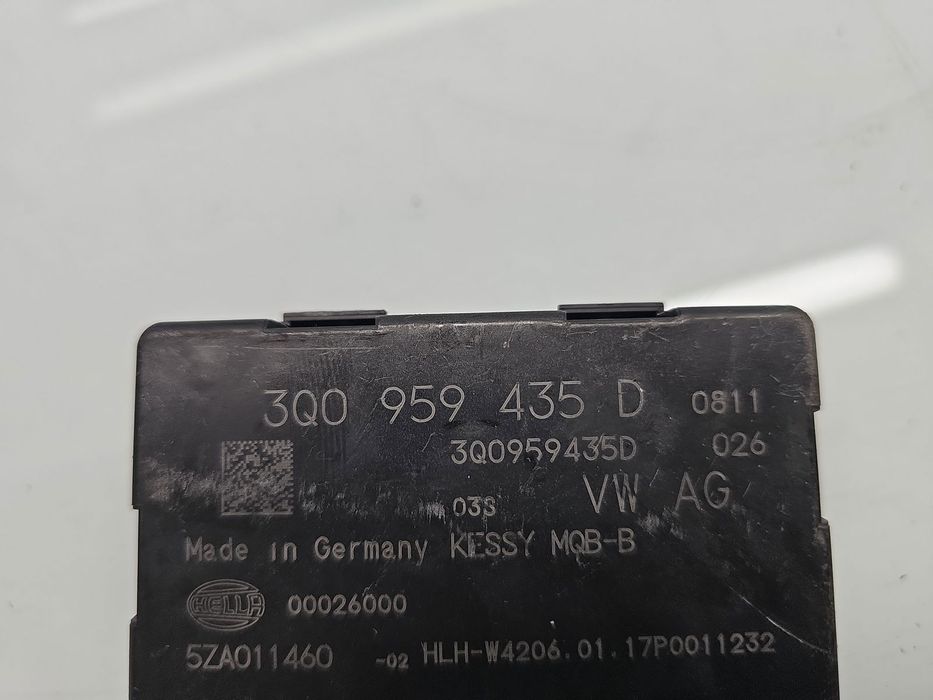 3Q0 959 435 D 0811
3Q0959435D 026
03S VW AG
Made in Germany KESSY MQB-B
HELLA 00026000
5ZA011460 -02 HLH-W4206.01.17P0011232